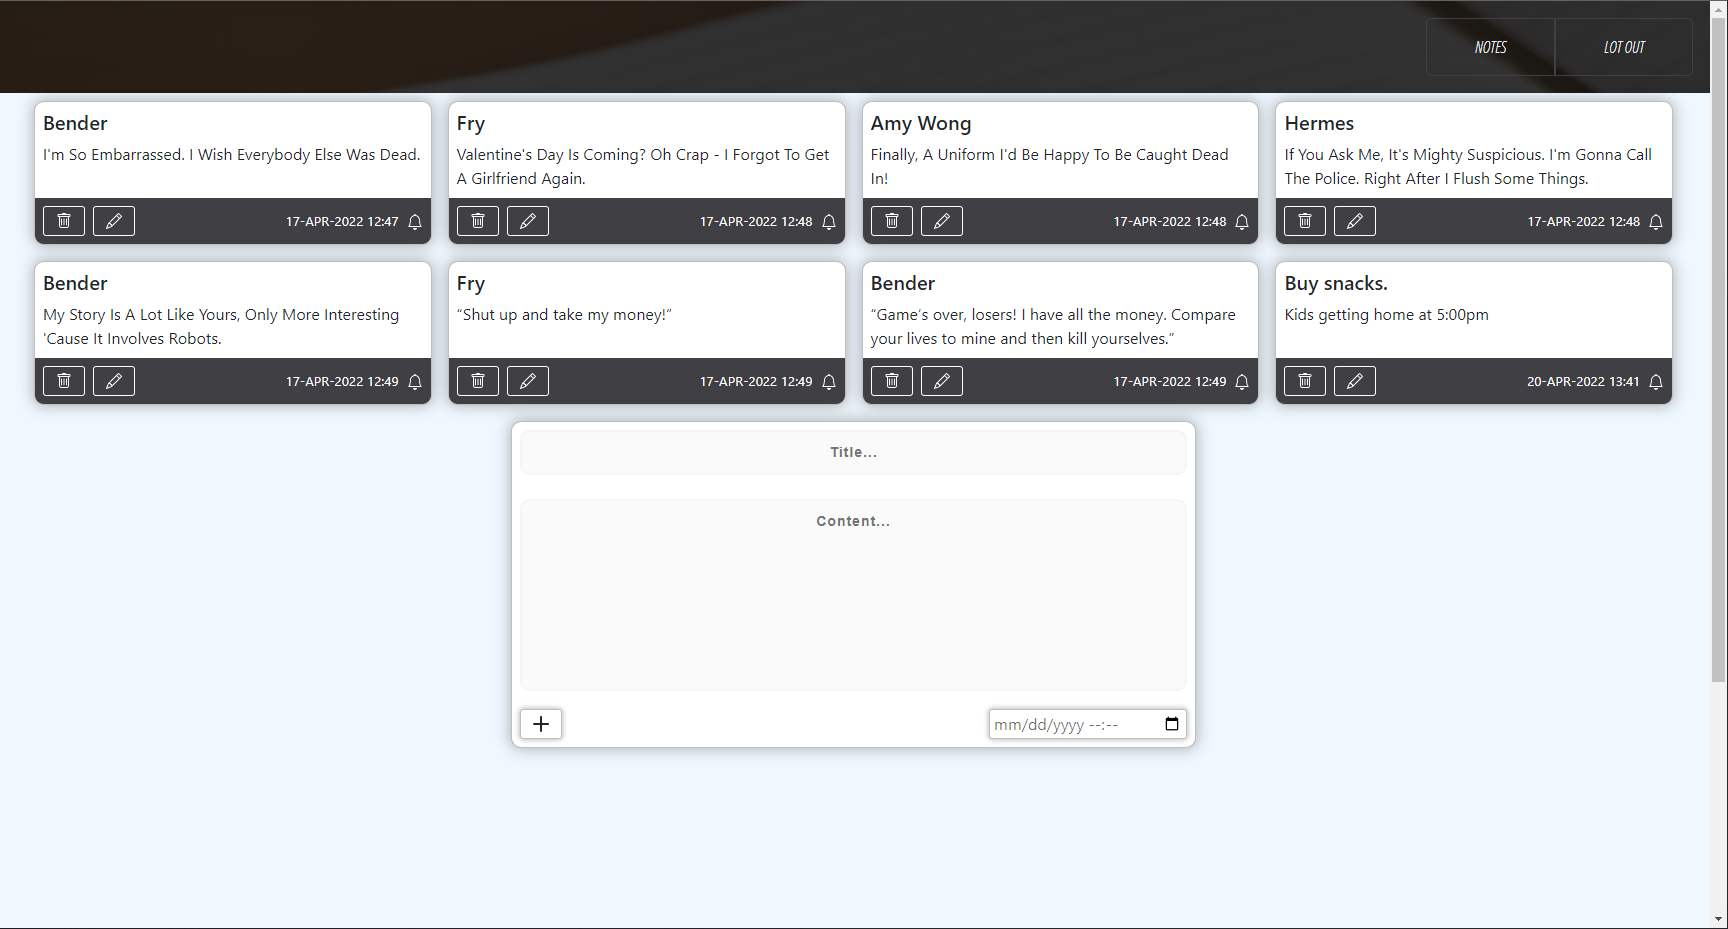 NOTES
LOT OUT
Bender
I'm So Embarrassed. I Wish Everybody Else Was Dead.
17-APR-2022 12:47
Fry
Valentine's Day Is Coming? Oh Crap - I Forgot To Get
A Girlfriend Again.
17-APR-2022 12:48
Amy Wong
Finally, A Uniform I'd Be Happy To Be Caught Dead
In!
17-APR-2022 12:48
Hermes
If You Ask Me, It's Mighty Suspicious. I'm Gonna Call
The Police. Right After I Flush Some Things.
17-APR-2022 12:48
Bender
My Story Is A Lot Like Yours, Only More Interesting
'Cause It Involves Robots.
17-APR-2022 12:49
Fry
“Shut up and take my money!”
17-APR-2022 12:49
Bender
“Game’s over, losers! I have all the money. Compare
your lives to mine and then kill yourselves.”
17-APR-2022 12:49
Buy snacks.
Kids getting home at 5:00pm
20-APR-2022 13:41
Title...
Content...
mm/dd/yyyy --:--